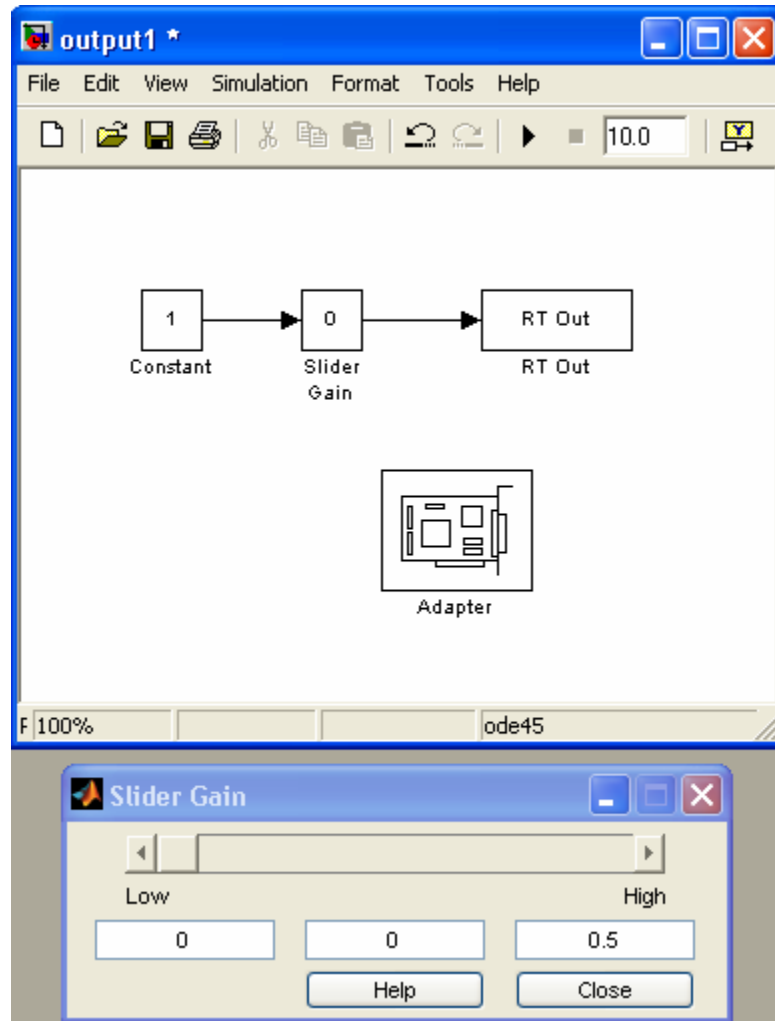 output1 *
File Edit View Simulation Format Tools Help
10.0
1 0 RT Out
Constant Slider Gain RT Out
Adapter
100% ode45
Slider Gain
Low High
0 0 0.5
Help Close